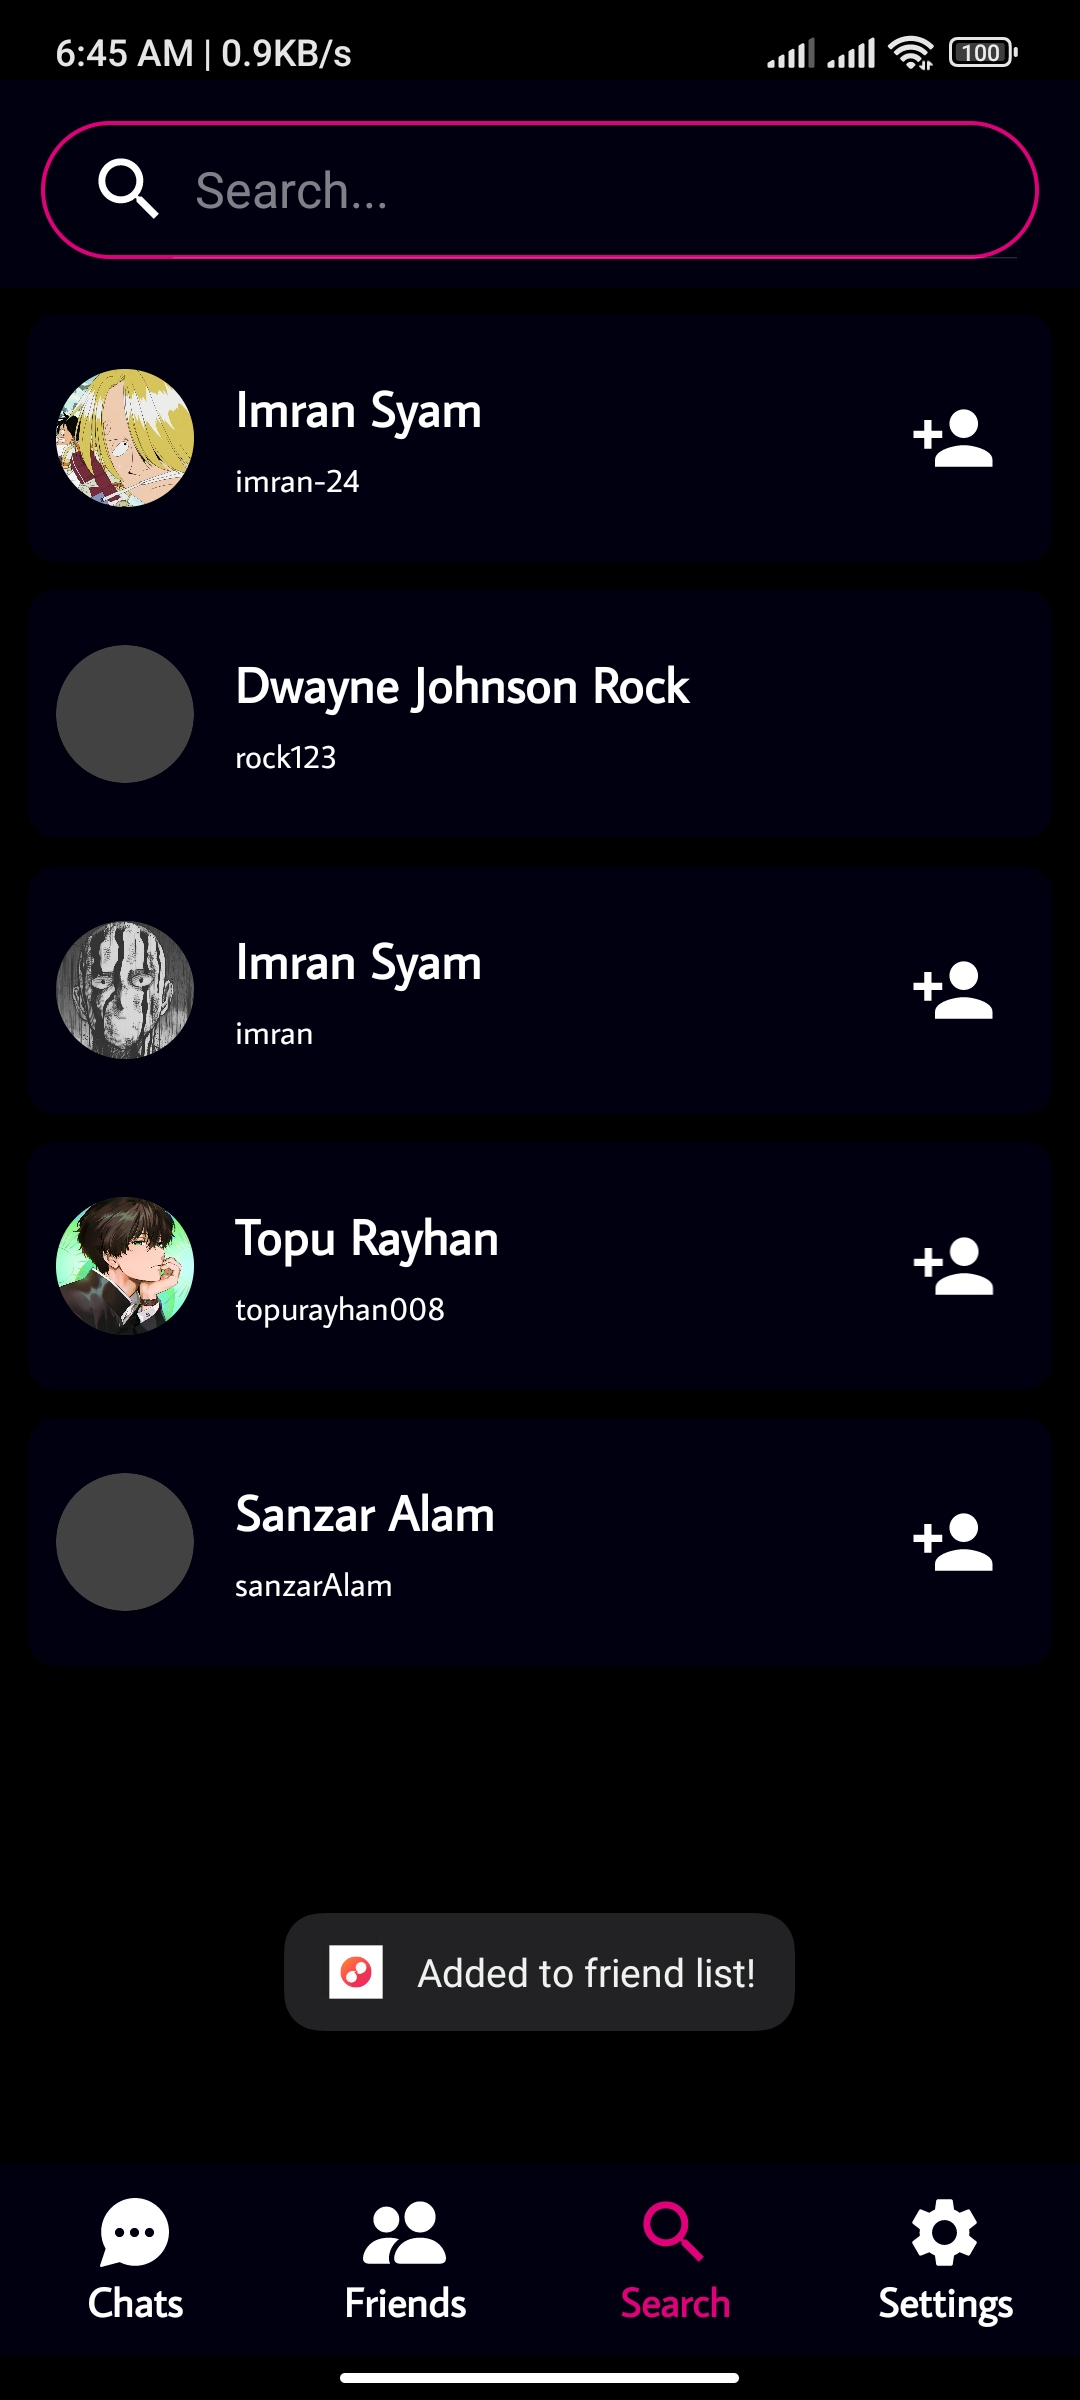 6:45 AM | 0.9KB/s 100
Search...
Imran Syam
imran-24
Dwayne Johnson Rock
rock123
Imran Syam
imran
Topu Rayhan
topurayhan008
Sanzar Alam
sanzarAlam
Added to friend list!
Chats Friends Search Settings